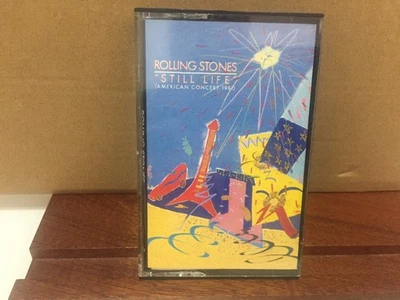 ROLLING STONES
"STILL LIFE"
(AMERICAN CONCERT 1981)